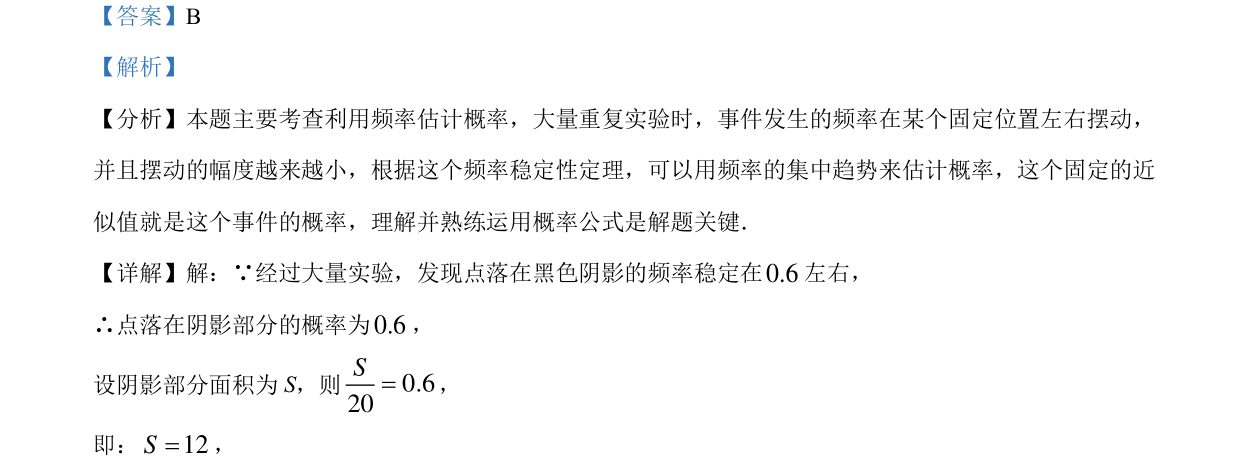 【答案】B
【解析】
【分析】本题主要考查利用频率估计概率，大量重复实验时，事件发生的频率在某个固定位置左右摆动，
并且摆动的幅度越来越小，根据这个频率稳定性定理，可以用频率的集中趋势来估计概率，这个固定的近
似值就是这个事件的概率，理解并熟练运用概率公式是解题关键．
【详解】解：∵经过大量实验，发现点落在黑色阴影的频率稳定在0.6左右，
∴点落在阴影部分的概率为0.6，
设阴影部分面积为 S，则 S/20 = 0.6，
即：S =12，